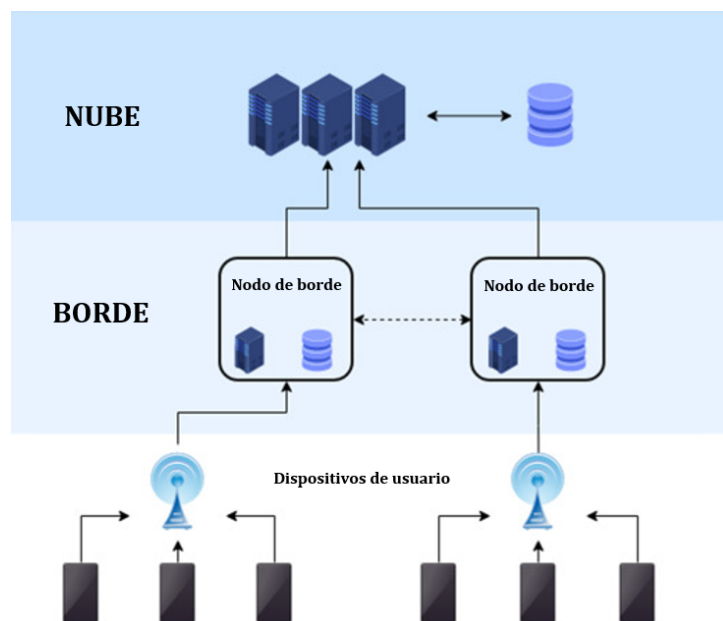 NUBE
Nodo de borde
Nodo de borde
BORDE
Dispositivos de usuario